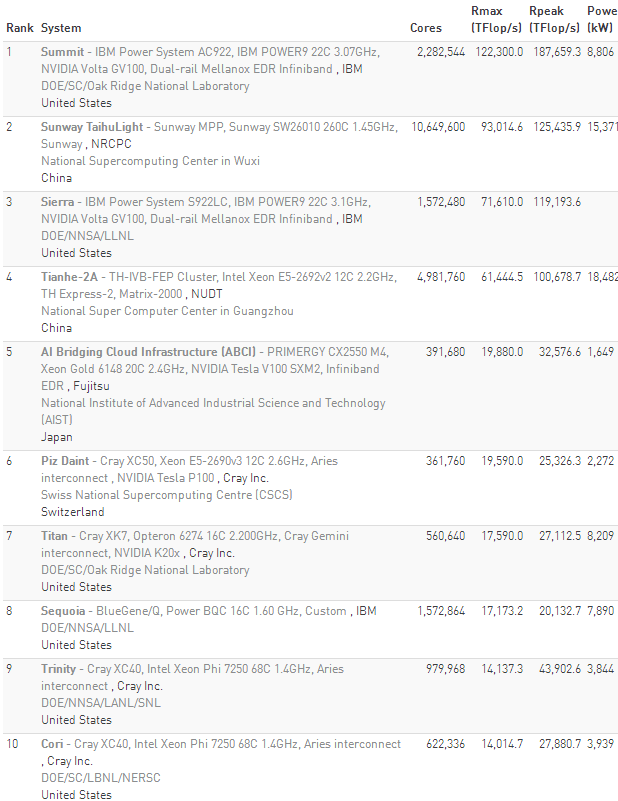 Rank System Cores Rmax (TFlop/s) Rpeak (TFlop/s) Powe (kW)
1 Summit - IBM Power System AC922, IBM POWER9 22C 3.07GHz, 2,282,544 122,300.0 187,659.3 8,806
NVIDIA Volta GV100, Dual-rail Mellanox EDR Infiniband , IBM
DOE/SC/Oak Ridge National Laboratory
United States
2 Sunway TaihuLight - Sunway MPP, Sunway SW26010 260C 1.45GHz, 10,649,600 93,014.6 125,435.9 15,371
Sunway , NRCPC
National Supercomputing Center in Wuxi
China
3 Sierra - IBM Power System S922LC, IBM POWER9 22C 3.1GHz, 1,572,480 71,610.0 119,193.6
NVIDIA Volta GV100, Dual-rail Mellanox EDR Infiniband , IBM
DOE/NNSA/LLNL
United States
4 Tianhe-2A - TH-IVB-FEP Cluster, Intel Xeon E5-2692v2 12C 2.2GHz, 4,981,760 61,444.5 100,678.7 18,482
TH Express-2, Matrix-2000 , NUDT
National Super Computer Center in Guangzhou
China
5 AI Bridging Cloud Infrastructure (ABCI) - PRIMERGY CX2550 M4, 391,680 19,880.0 32,576.6 1,649
Xeon Gold 6148 20C 2.4GHz, NVIDIA Tesla V100 SXM2, Infiniband
EDR , Fujitsu
National Institute of Advanced Industrial Science and Technology
(AIST)
Japan
6 Piz Daint - Cray XC50, Xeon E5-2690v3 12C 2.6GHz, Aries 361,760 19,590.0 25,326.3 2,272
interconnect , NVIDIA Tesla P100 , Cray Inc.
Swiss National Supercomputing Centre (CSCS)
Switzerland
7 Titan - Cray XK7, Opteron 6274 16C 2.200GHz, Cray Gemini 560,640 17,590.0 27,112.5 8,209
interconnect, NVIDIA K20x , Cray Inc.
DOE/SC/Oak Ridge National Laboratory
United States
8 Sequoia - BlueGene/Q, Power BQC 16C 1.60 GHz, Custom , IBM 1,572,864 17,173.2 20,132.7 7,890
DOE/NNSA/LLNL
United States
9 Trinity - Cray XC40, Intel Xeon Phi 7250 68C 1.4GHz, Aries 979,968 14,137.3 43,902.6 3,844
interconnect , Cray Inc.
DOE/NNSA/LANL/SNL
United States
10 Cori - Cray XC40, Intel Xeon Phi 7250 68C 1.4GHz, Aries interconnect 622,336 14,014.7 27,880.7 3,939
, Cray Inc.
DOE/SC/LBNL/NERSC
United States